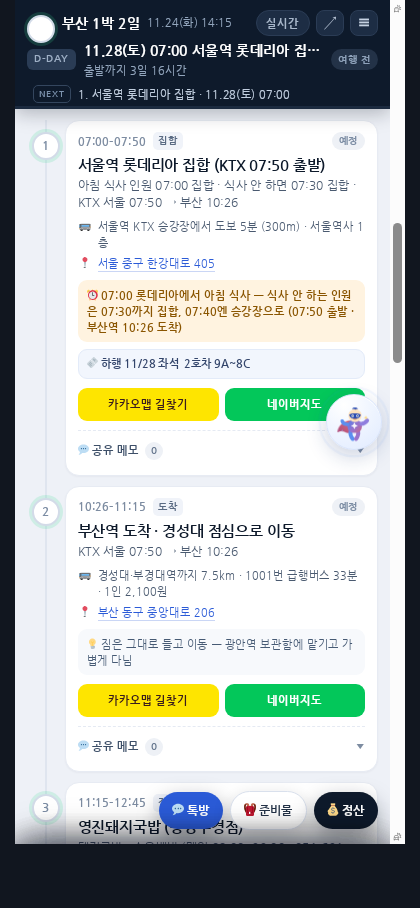 부산 1박 2일 11.24(화) 14:15 실시간
D-DAY 11.28(토) 07:00 서울역 롯데리아 집… 여행 전
출발까지 3일 16시간
NEXT 1. 서울역 롯데리아 집합 · 11.28(토) 07:00
1 07:00-07:50 집합 예정
서울역 롯데리아 집합 (KTX 07:50 출발)
아침 식사 인원 07:00 집합 · 식사 안 하면 07:30 집합 ·
KTX 서울 07:50 → 부산 10:26
서울역 KTX 승강장에서 도보 5분 (300m) · 서울역사 1
층
서울 중구 한강대로 405
07:00 롯데리아에서 아침 식사 — 식사 안 하는 인원
은 07:30까지 집합, 07:40엔 승강장으로 (07:50 출발 ·
부산역 10:26 도착)
하행 11/28 좌석 2호차 9A~8C
카카오맵 길찾기 네이버지도
공유 메모 0
2 10:26-11:15 도착 예정
부산역 도착 · 경성대 점심으로 이동
KTX 서울 07:50 → 부산 10:26
경성대·부경대역까지 7.5km · 1001번 급행버스 33분
· 1인 2,100원
부산 동구 중앙대로 206
짐은 그대로 들고 이동 — 광안역 보관함에 맡기고 가
볍게 다님
카카오맵 길찾기 네이버지도
공유 메모 0
3 11:15-12:45
톡방 준비물 정산
영진돼지국밥